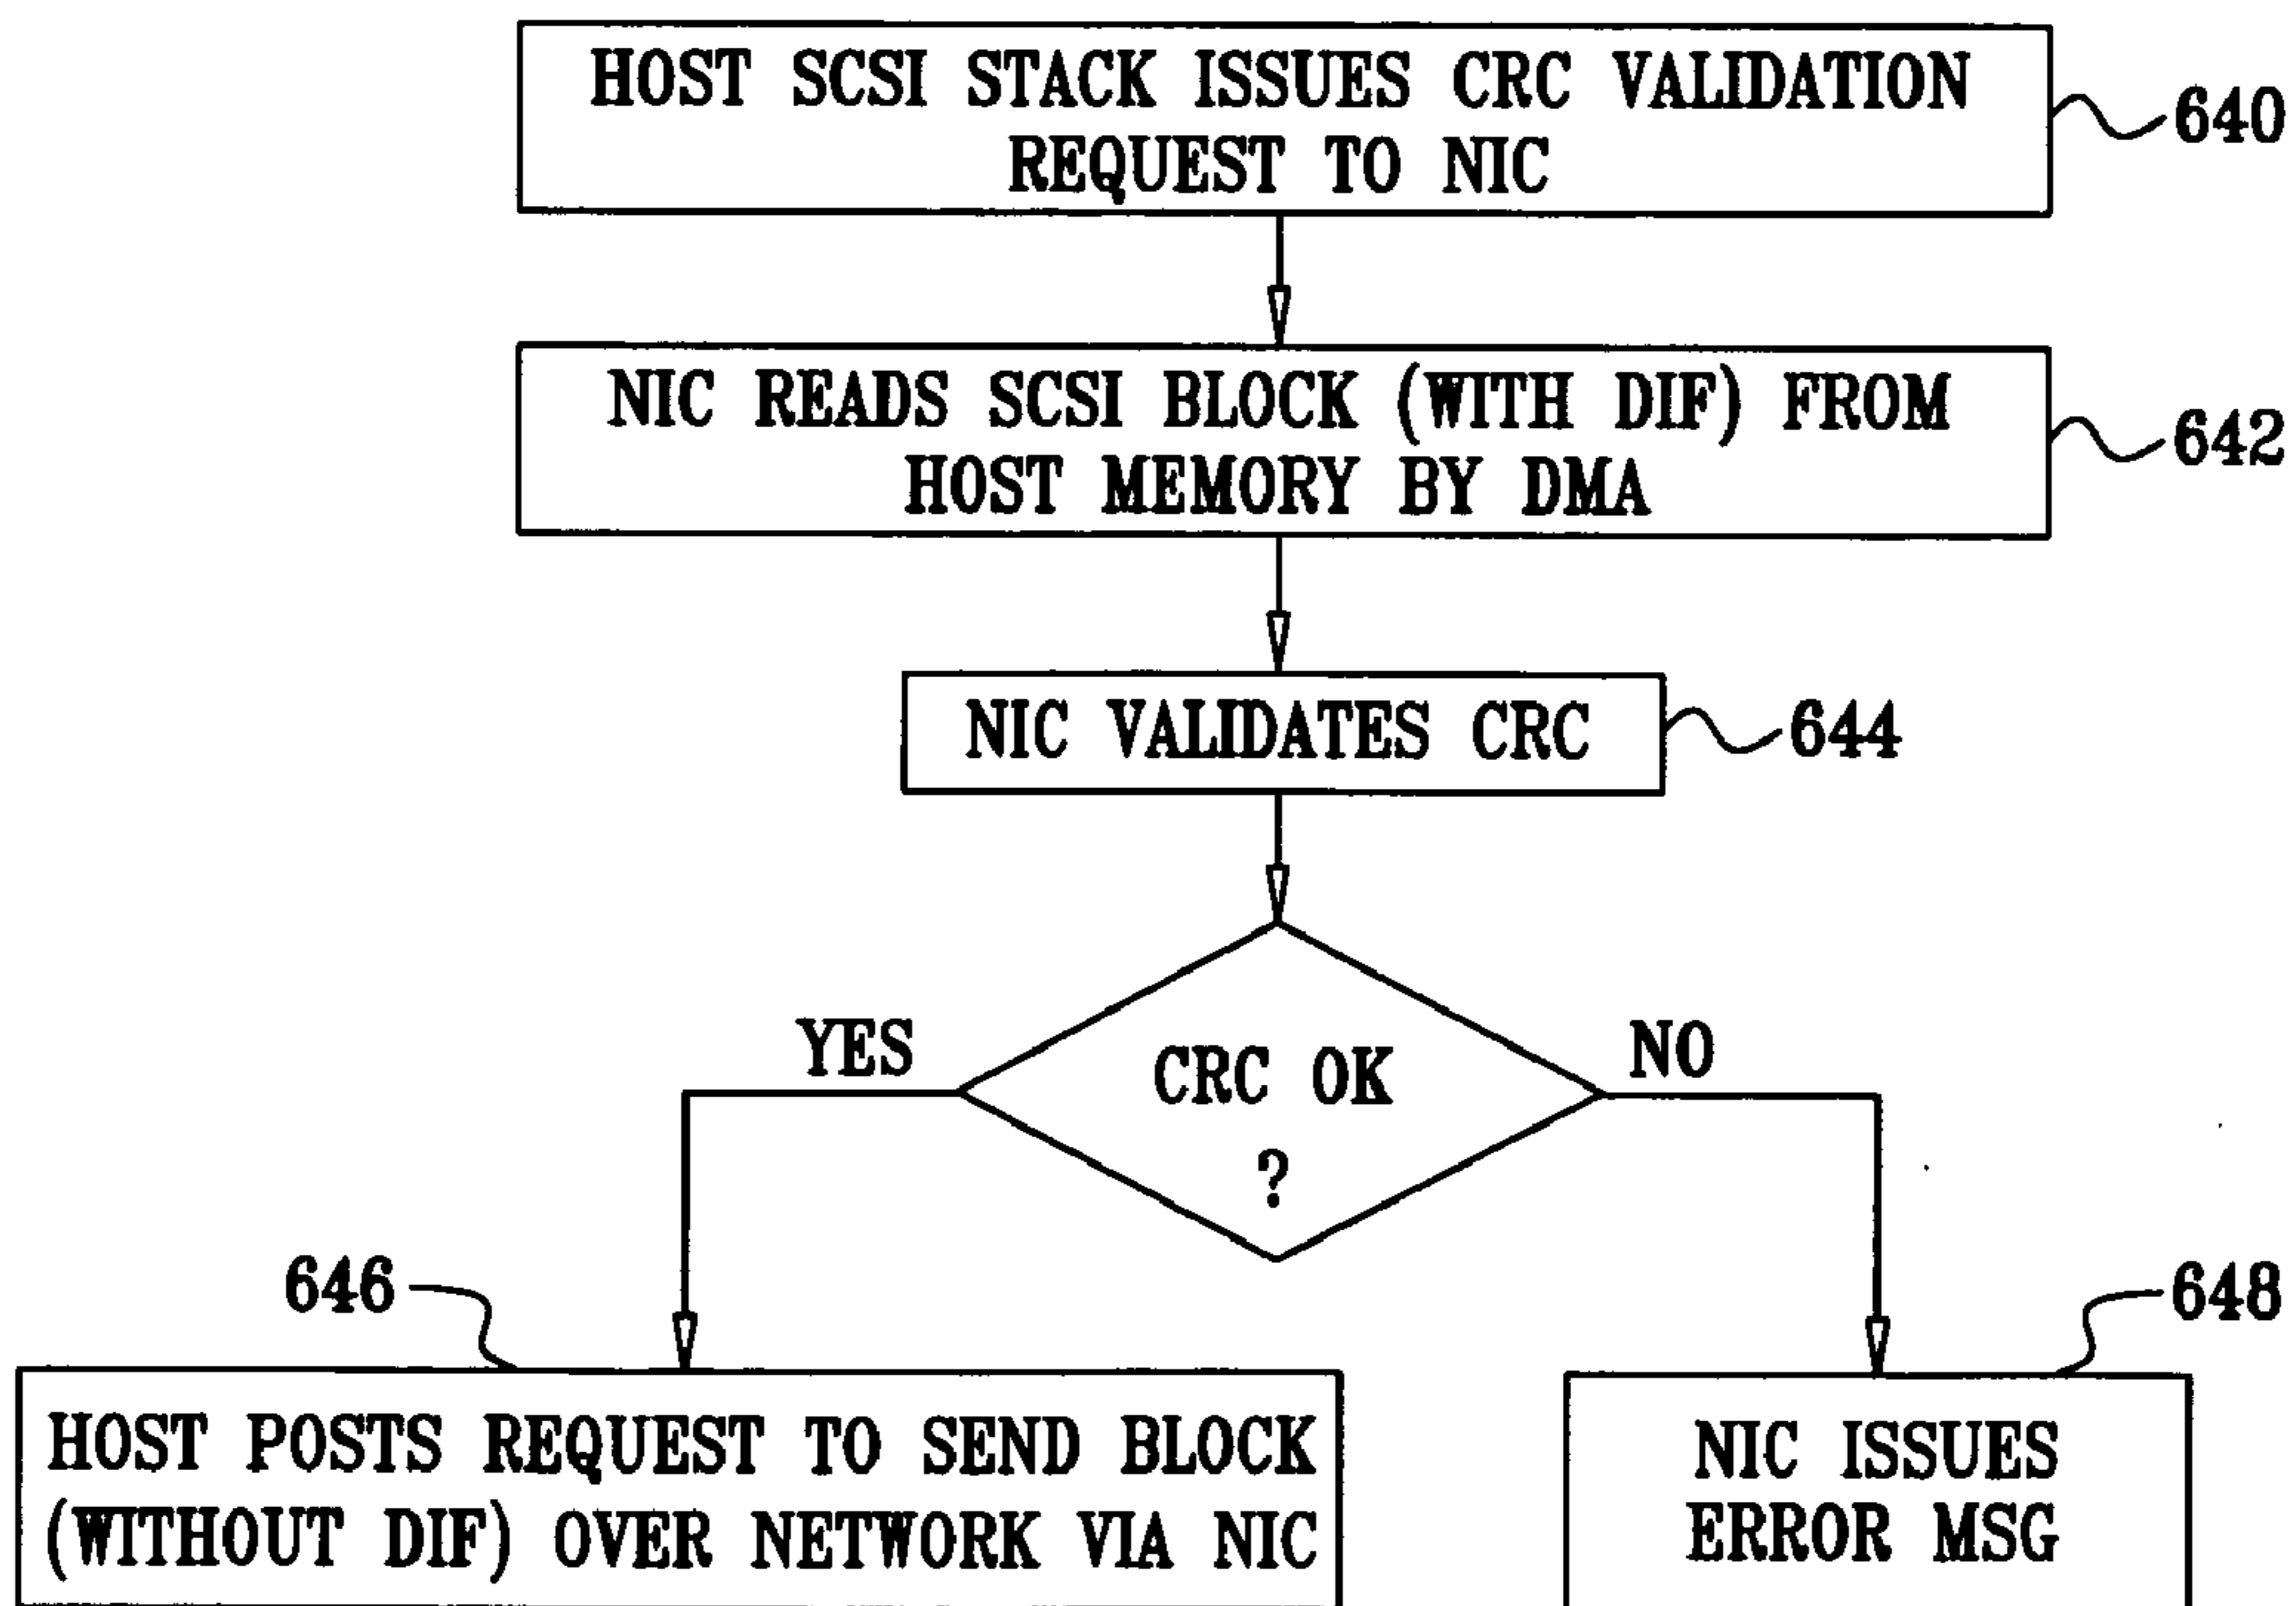 HOST SCSI STACK ISSUES CRC VALIDATION
REQUEST TO NIC
640
NIC READS SCSI BLOCK (WITH DIF) FROM
HOST MEMORY BY DMA
642
NIC VALIDATES CRC
644
YES
CRC OK
?
NO
646
648
HOST POSTS REQUEST TO SEND BLOCK
(WITHOUT DIF) OVER NETWORK VIA NIC
NIC ISSUES
ERROR MSG